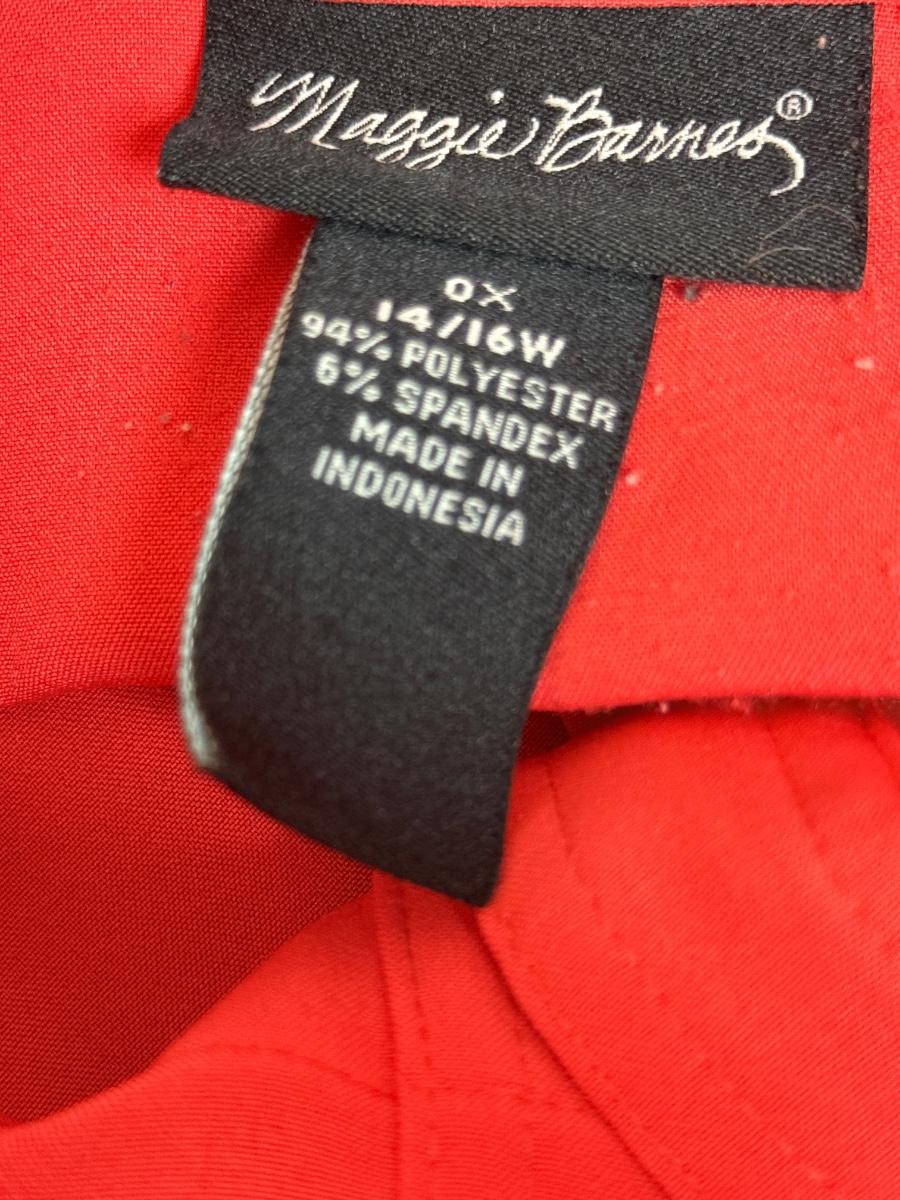 Maggie Barnes®
0X
14/16W
94% POLYESTER
6% SPANDEX
MADE IN
INDONESIA